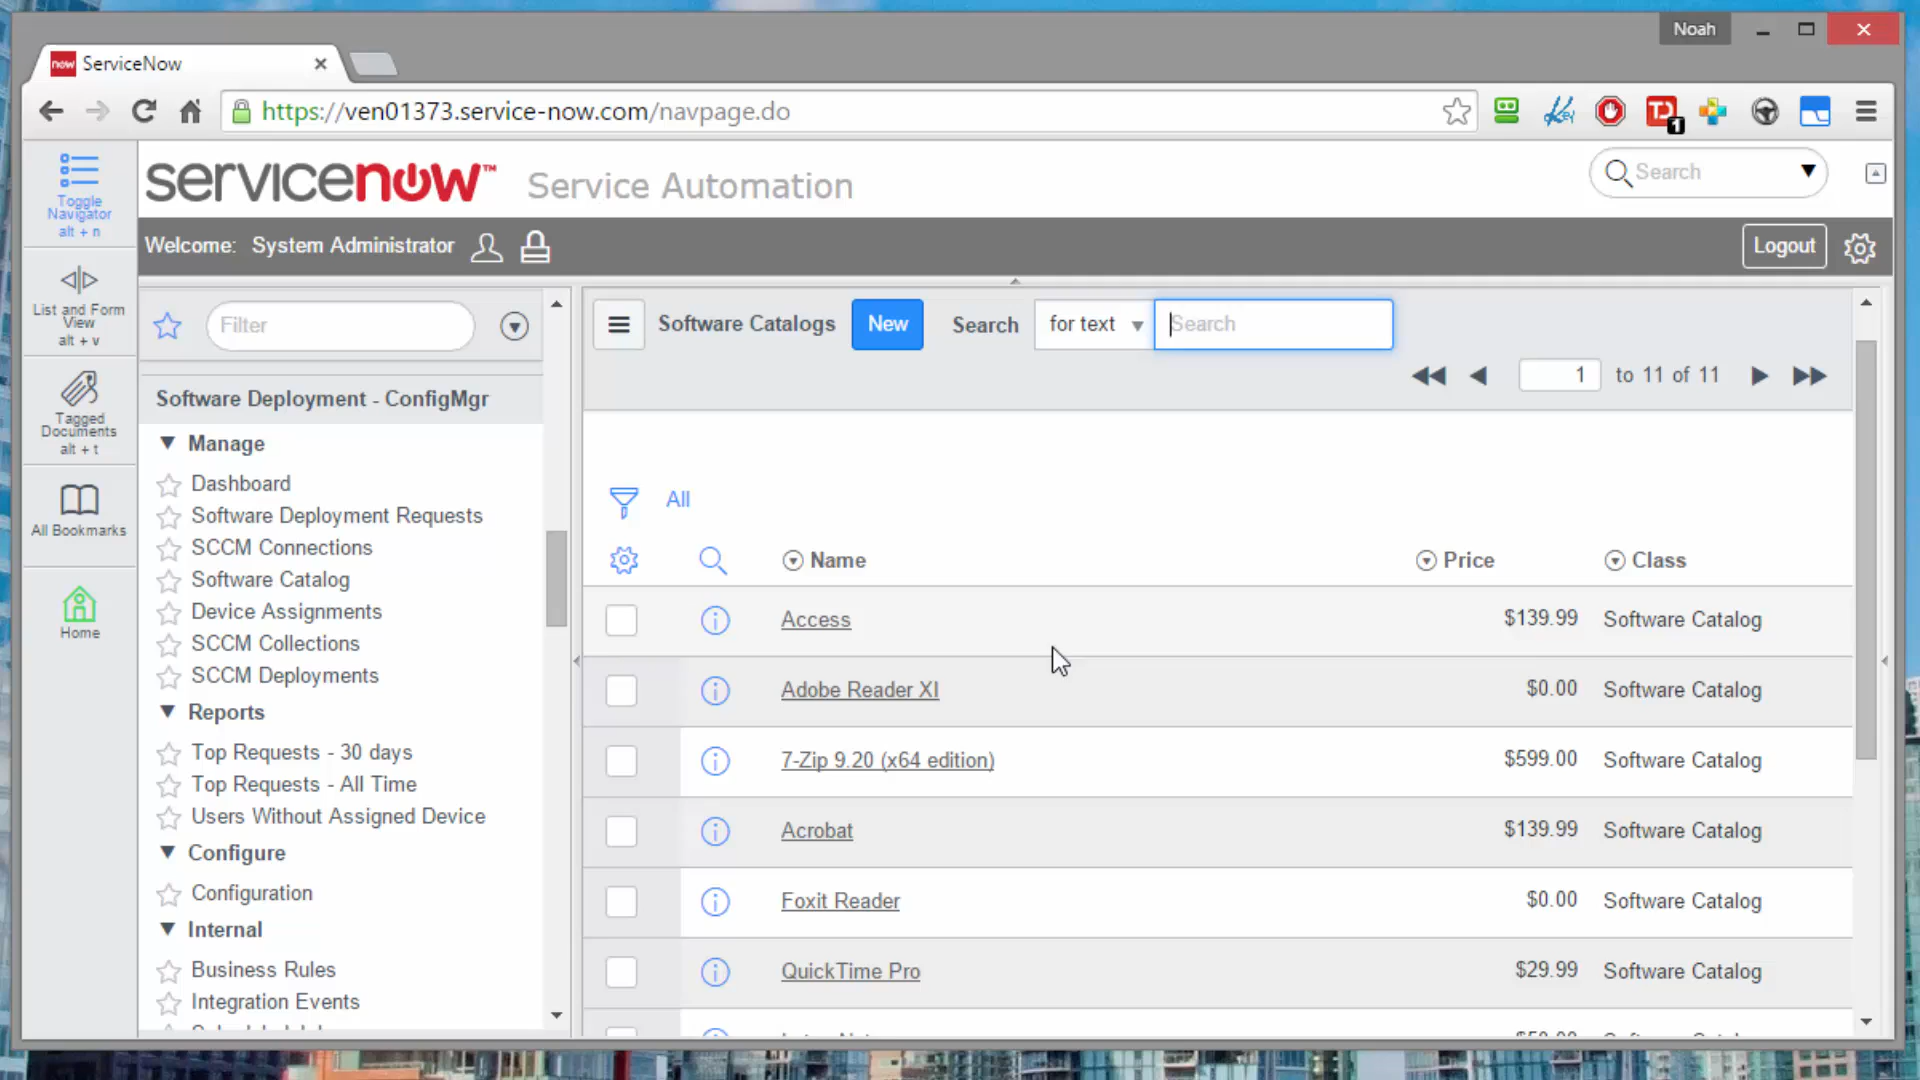 Noah
now ServiceNow
https://ven01373.service-now.com/navpage.do
TD 1
servicenow™ Service Automation
Search
Welcome: System Administrator
Logout
Toggle
Navigator
alt + n
List and Form
View
alt + v
Tagged
Documents
alt + t
All Bookmarks
Home
Filter
Software Deployment - ConfigMgr
Manage
Dashboard
Software Deployment Requests
SCCM Connections
Software Catalog
Device Assignments
SCCM Collections
SCCM Deployments
Reports
Top Requests - 30 days
Top Requests - All Time
Users Without Assigned Device
Configure
Configuration
Internal
Business Rules
Integration Events
Software Catalogs New Search for text Search
1 to 11 of 11
All
Name Price Class
Access $139.99 Software Catalog
Adobe Reader XI $0.00 Software Catalog
7-Zip 9.20 (x64 edition) $599.00 Software Catalog
Acrobat $139.99 Software Catalog
Foxit Reader $0.00 Software Catalog
QuickTime Pro $29.99 Software Catalog